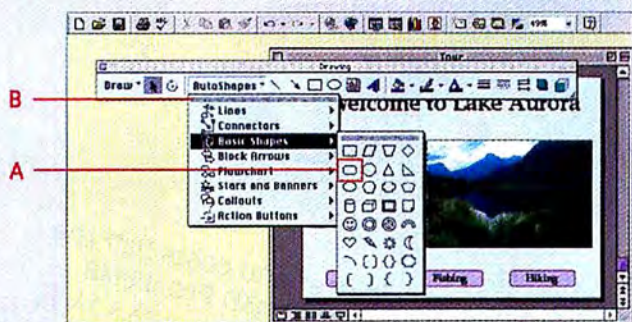 49%
Tour
Drawing
Draw AutoShapes
B
Welcome to Lake Aurora
Lines
Connectors
Basic Shapes
Block Arrows
A
Flowchart
Stars and Banners
Callouts
Action Buttons
Fishing
Hiking